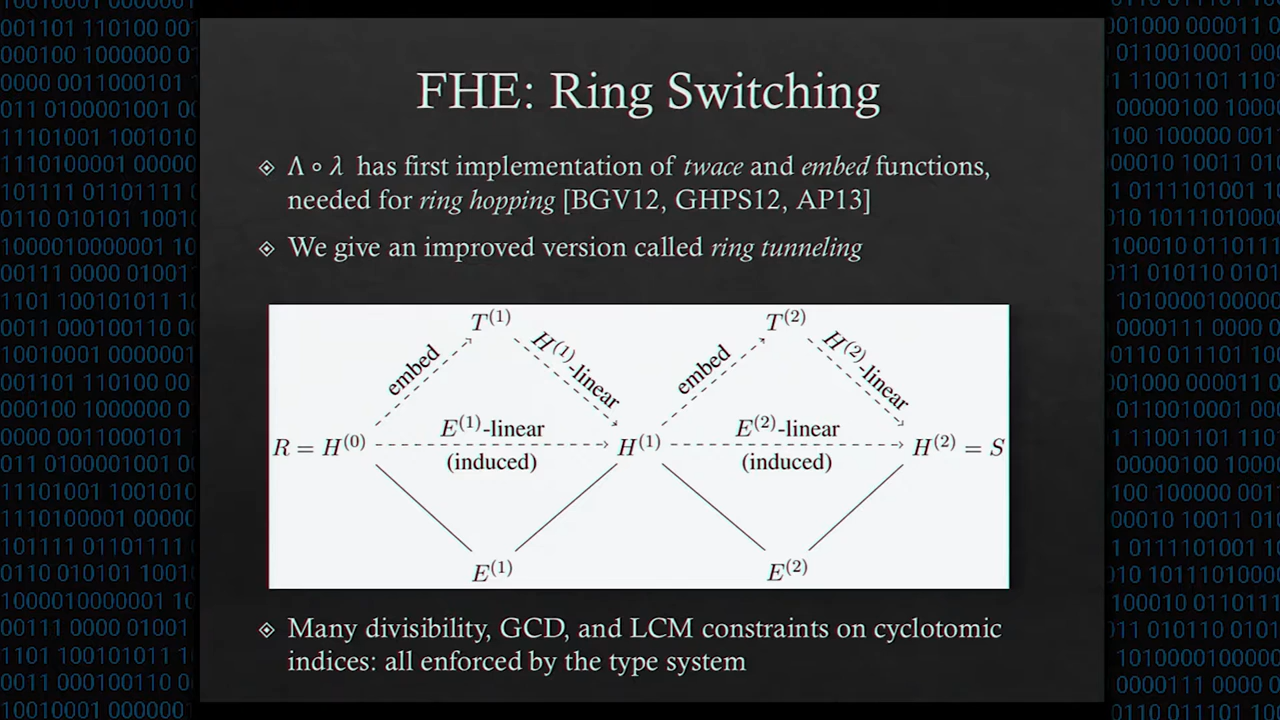 FHE: Ring Switching
Λ ∘ λ has first implementation of twace and embed functions,
needed for ring hopping [BGV12, GHPS12, AP13]
We give an improved version called ring tunneling
T^(1)
T^(2)
embed
H^(1)-linear
embed
H^(2)-linear
E^(1)-linear
E^(2)-linear
R = H^(0)
H^(1)
H^(2) = S
(induced)
(induced)
E^(1)
E^(2)
Many divisibility, GCD, and LCM constraints on cyclotomic
indices: all enforced by the type system